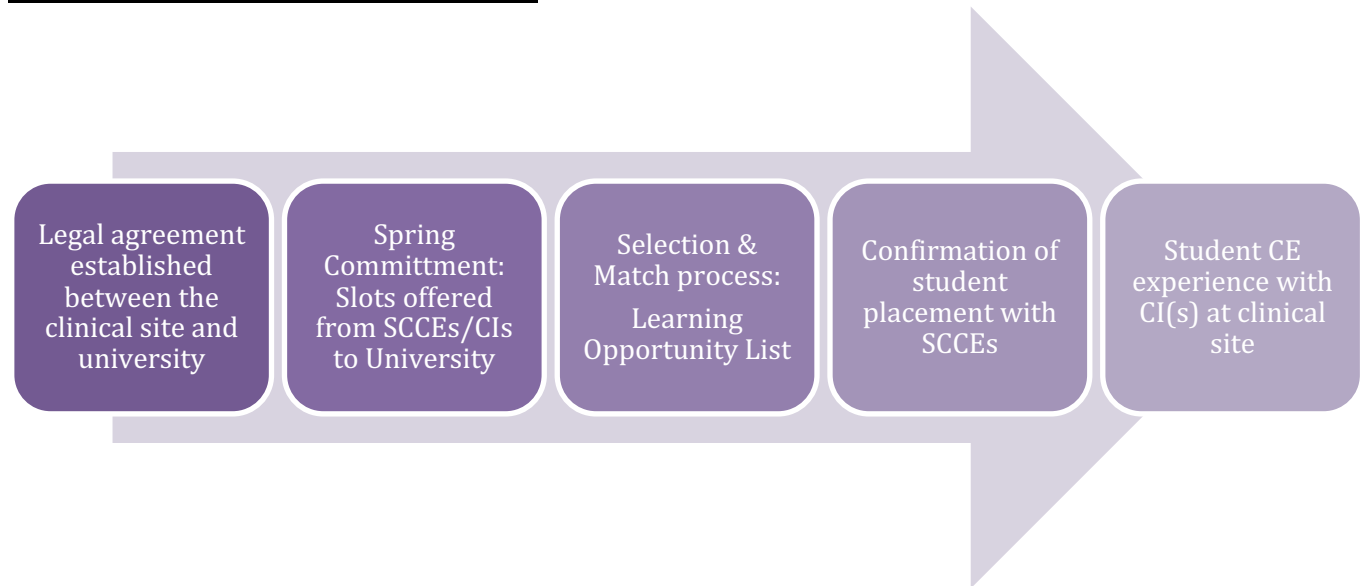 Legal agreement
established
between the
clinical site and
university
Spring
Committment:
Slots offered
from SCCEs/CIs
to University
Selection &
Match process:
Learning
Opportunity List
Confirmation of
student
placement with
SCCEs
Student CE
experience with
CI(s) at clinical
site